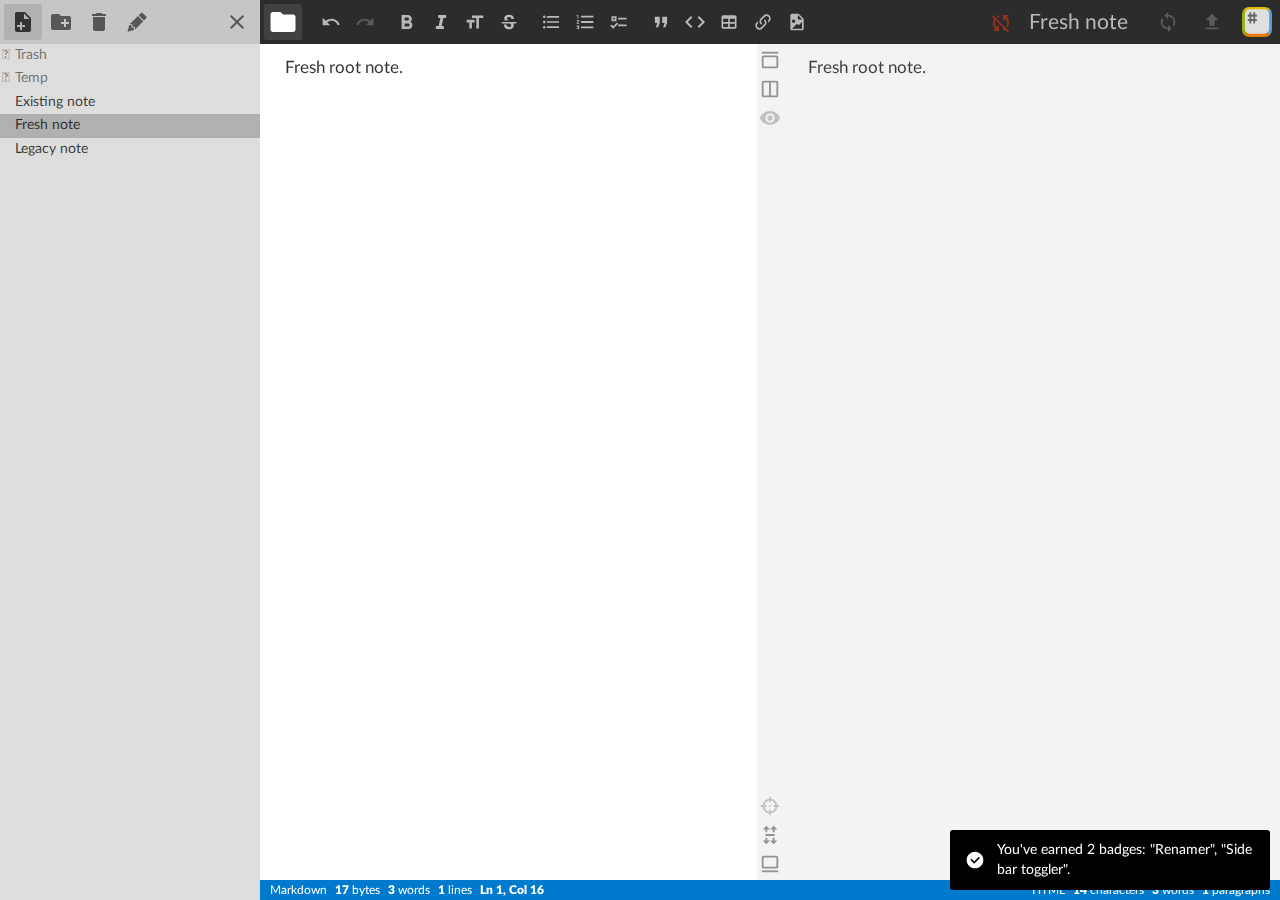 Fresh note
Trash
Temp
Existing note
Fresh note
Legacy note
Fresh root note.
Fresh root note.
You've earned 2 badges: "Renamer", "Side
bar toggler".
Markdown 17 bytes 3 words 1 lines Ln 1, Col 16
HTML 14 characters 3 words 1 paragraphs